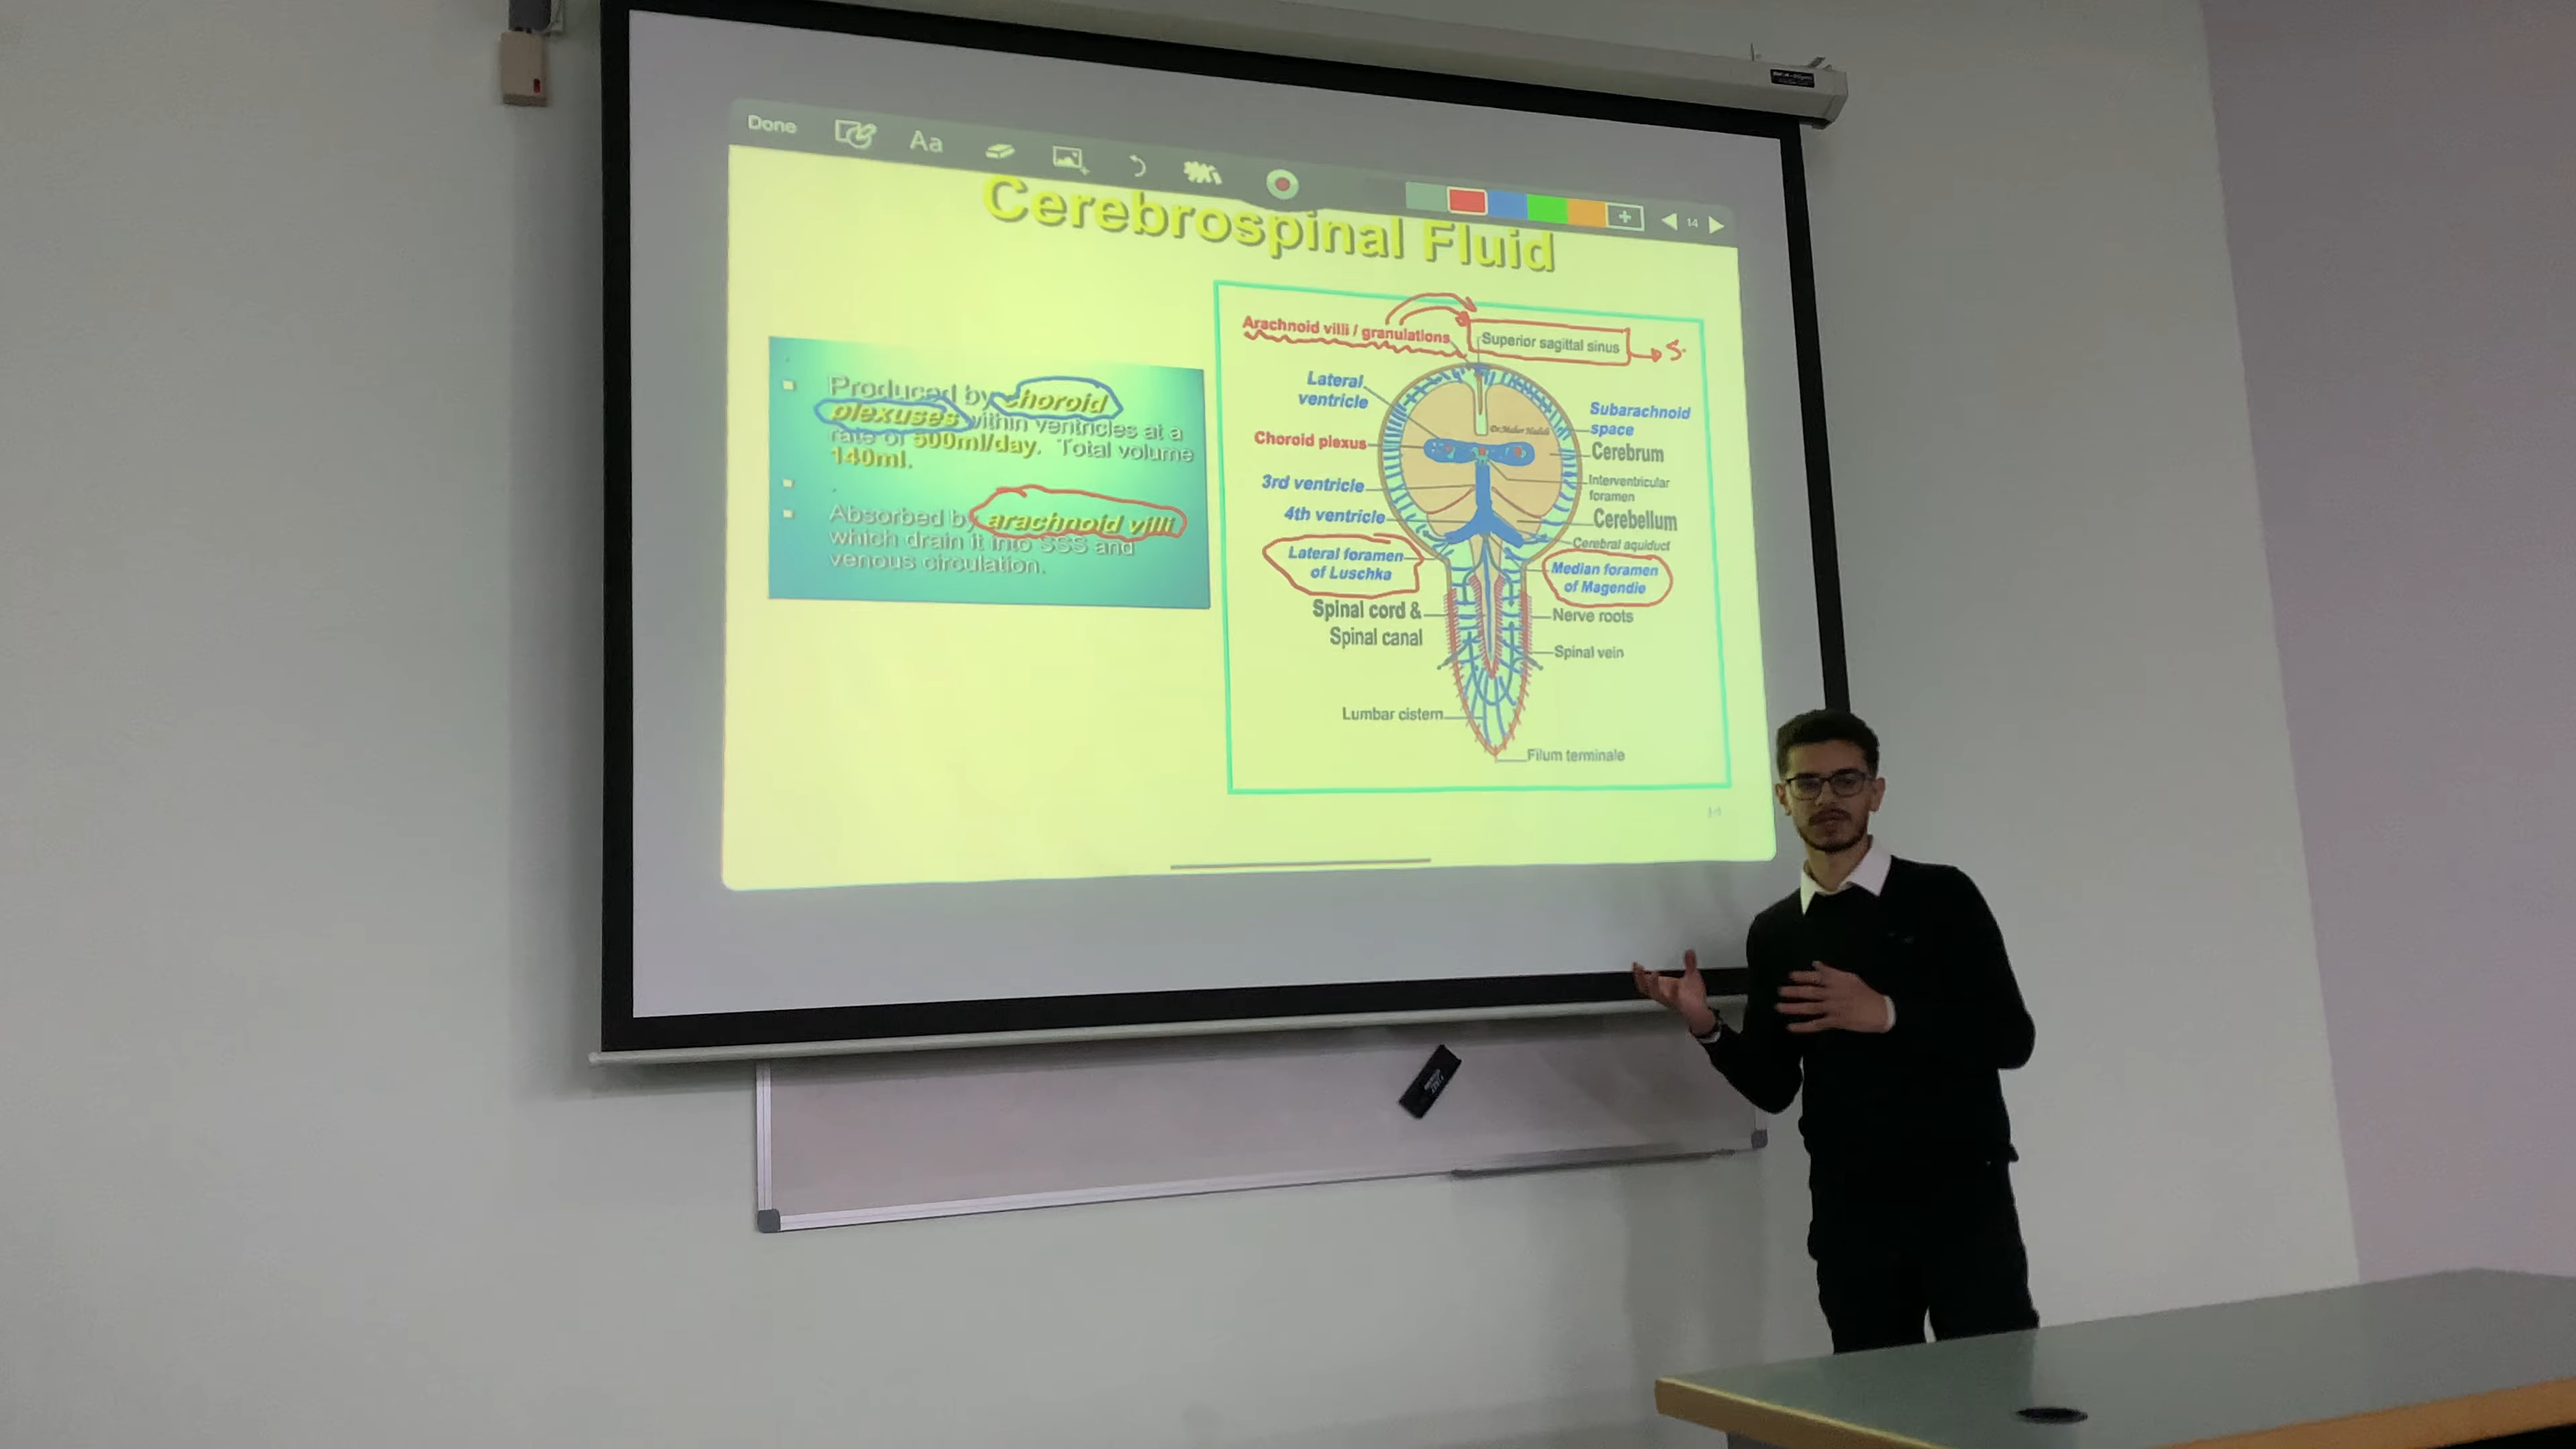 Done
Aa
14
Cerebrospinal Fluid
Produced by choroid
plexuses within ventricles at a
rate of 500ml/day. Total volume
140ml.
Absorbed by arachnoid villi
which drain it into SSS and
venous circulation.
Arachnoid villi / granulations
Superior sagittal sinus
S.
Lateral
ventricle
Subarachnoid
space
Choroid plexus
Cerebrum
3rd ventricle
Interventricular
foramen
4th ventricle
Cerebellum
Cerebral aquiduct
Lateral foramen
of Luschka
Median foramen
of Magendie
Spinal cord &
Spinal canal
Nerve roots
Spinal vein
Lumbar cistern
Filum terminale